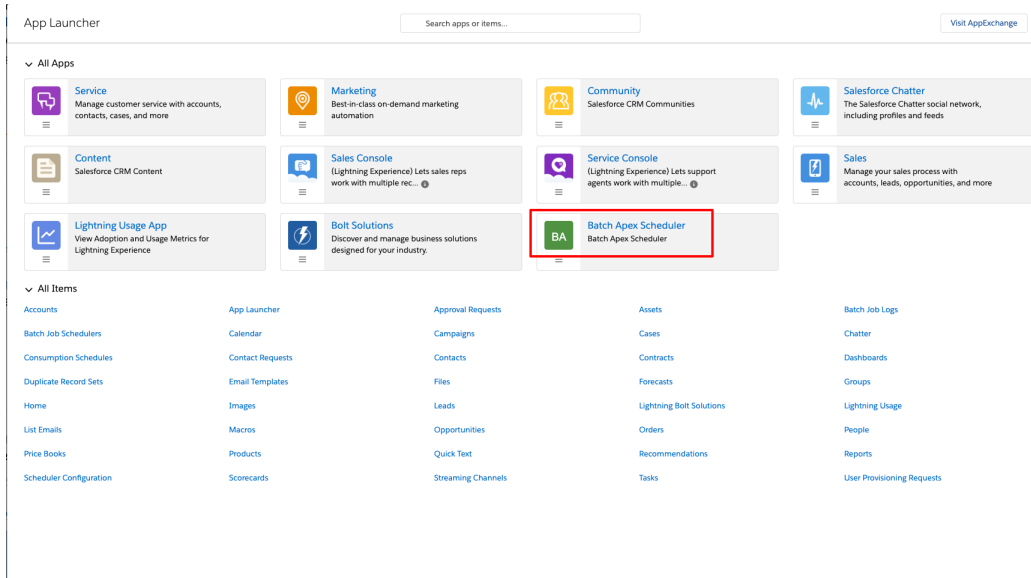 App Launcher
Search apps or items...
Visit AppExchange
All Apps
Service
Manage customer service with accounts,
contacts, cases, and more
Marketing
Best-in-class on-demand marketing
automation
Community
Salesforce CRM Communities
Salesforce Chatter
The Salesforce Chatter social network,
including profiles and feeds
Content
Salesforce CRM Content
Sales Console
(Lightning Experience) Lets sales reps
work with multiple rec...
Service Console
(Lightning Experience) Lets support
agents work with multiple...
Sales
Manage your sales process with
accounts, leads, opportunities, and more
Lightning Usage App
View Adoption and Usage Metrics for
Lightning Experience
Bolt Solutions
Discover and manage business solutions
designed for your industry.
BA
Batch Apex Scheduler
Batch Apex Scheduler
All Items
Accounts App Launcher Approval Requests Assets Batch Job Logs
Batch Job Schedulers Calendar Campaigns Cases Chatter
Consumption Schedules Contact Requests Contacts Contracts Dashboards
Duplicate Record Sets Email Templates Files Forecasts Groups
Home Images Leads Lightning Bolt Solutions Lightning Usage
List Emails Macros Opportunities Orders People
Price Books Products Quick Text Recommendations Reports
Scheduler Configuration Scorecards Streaming Channels Tasks User Provisioning Requests